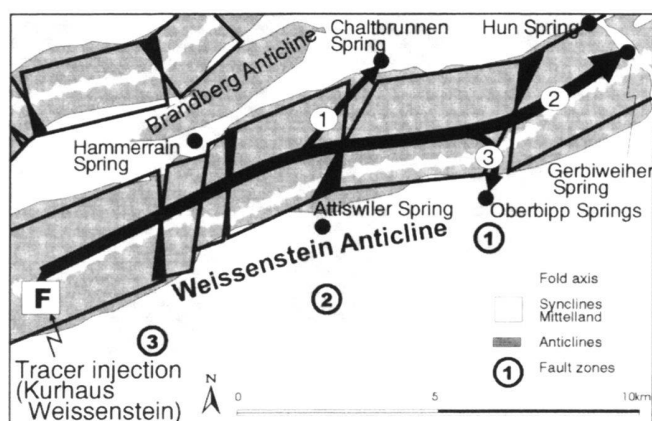 Chaltbrunnen
Spring
Hun Spring
Brandberg Anticline
1
2
Hammerrain
Spring
3
Gerbiweiher
Spring
Attiswiler Spring
Oberbipp Springs
Weissenstein Anticline
1
F
2
Fold axis
Synclines
Mittelland
Anticlines
3
1 Fault zones
Tracer injection
(Kurhaus
Weissenstein)
N
0 5 10km